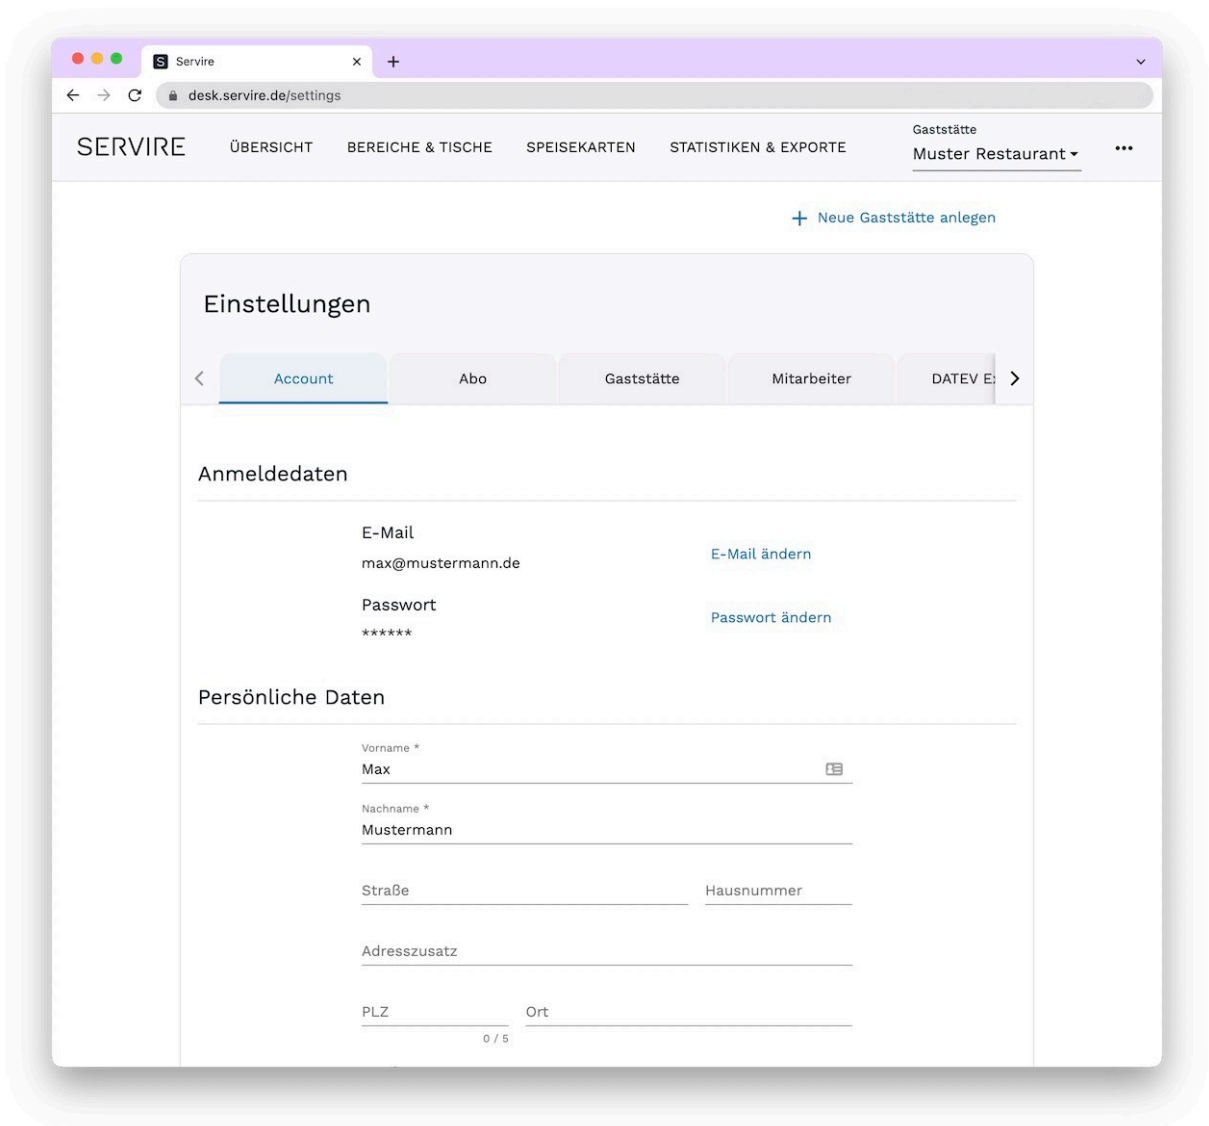 Servire
desk.servire.de/settings
SERVIRE
ÜBERSICHT
BEREICHE & TISCHE
SPEISEKARTEN
STATISTIKEN & EXPORTE
Gaststätte
Muster Restaurant
Neue Gaststätte anlegen
Einstellungen
Account
Abo
Gaststätte
Mitarbeiter
DATEV
Anmeldedaten
E-Mail
max@mustermann.de
E-Mail ändern
Passwort
******
Passwort ändern
Persönliche Daten
Vorname *
Max
Nachname *
Mustermann
Straße
Hausnummer
Adresszusatz
PLZ
Ort
0 / 5